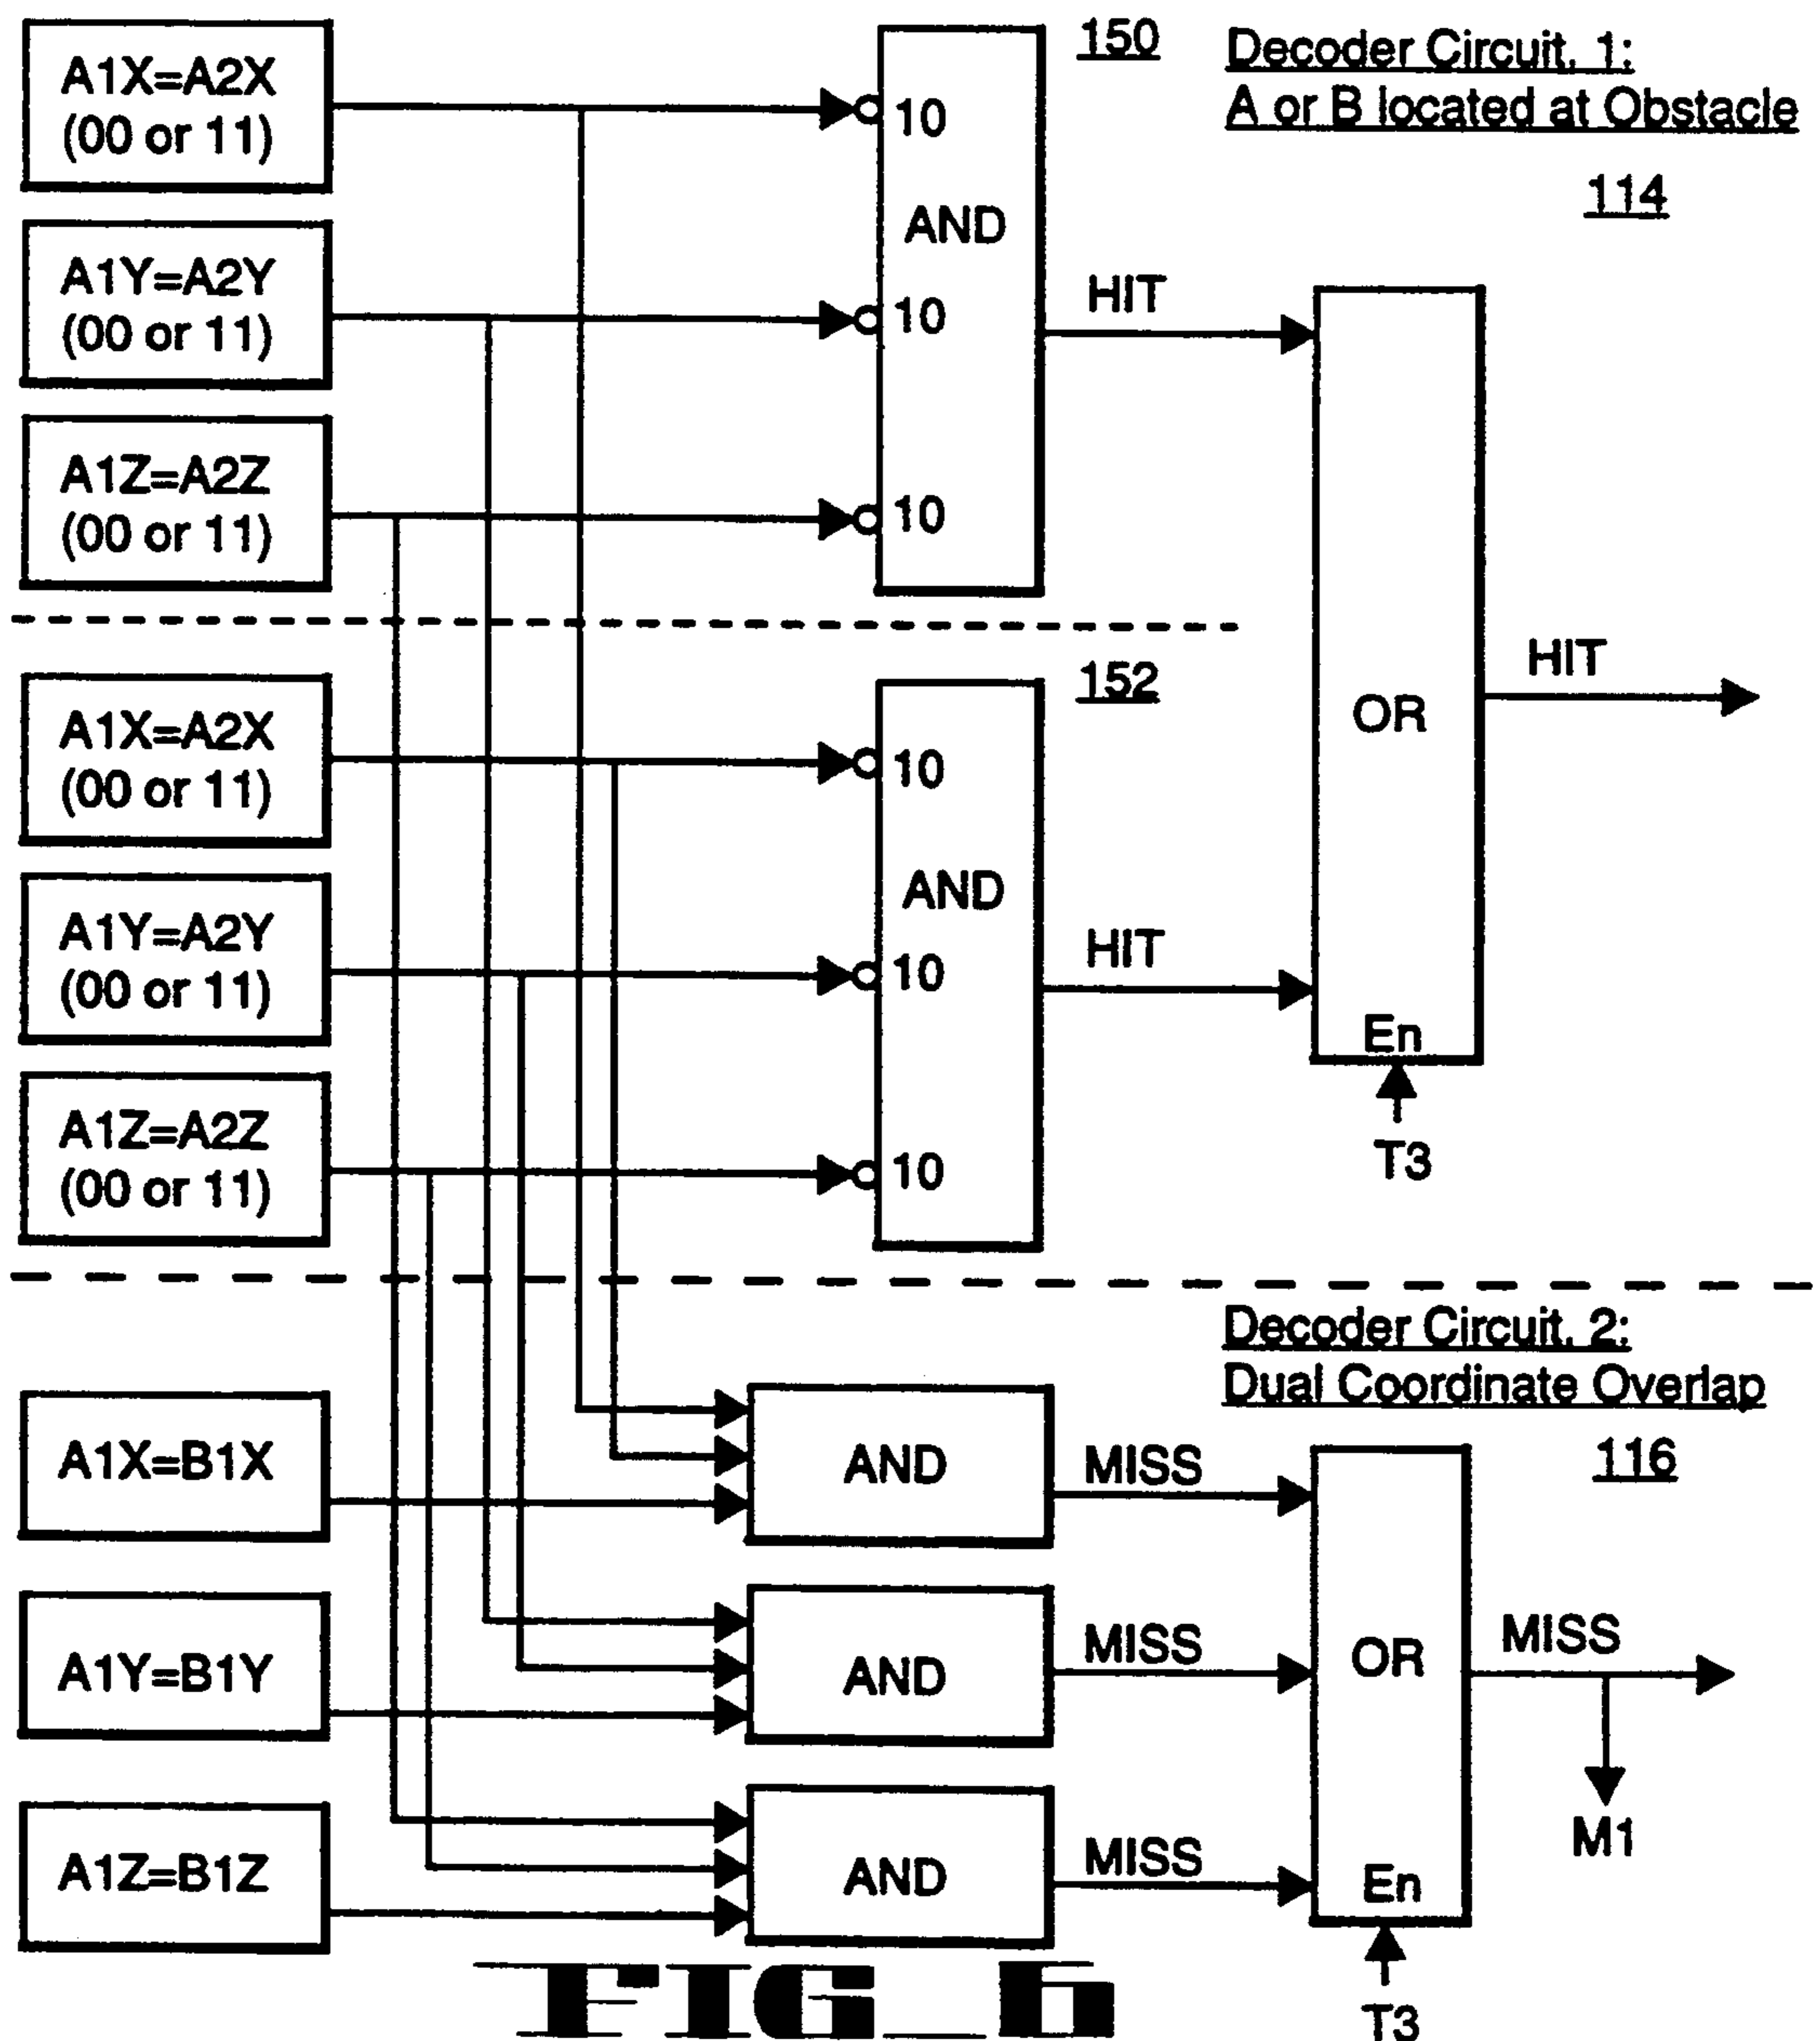 150
Decoder Circuit. 1:
A or B located at Obstacle
114
A1X=A2X
(00 or 11)
10
A1Y=A2Y
(00 or 11)
10
AND
HIT
A1Z=A2Z
(00 or 11)
10
152
A1X=A2X
(00 or 11)
10
AND
OR
HIT
A1Y=A2Y
(00 or 11)
10
HIT
En
T3
A1Z=A2Z
(00 or 11)
10
Decoder Circuit. 2:
Dual Coordinate Overlap
116
A1X=B1X
AND
MISS
A1Y=B1Y
AND
MISS
OR
MISS
M1
A1Z=B1Z
AND
MISS
En
T3
FIG_6